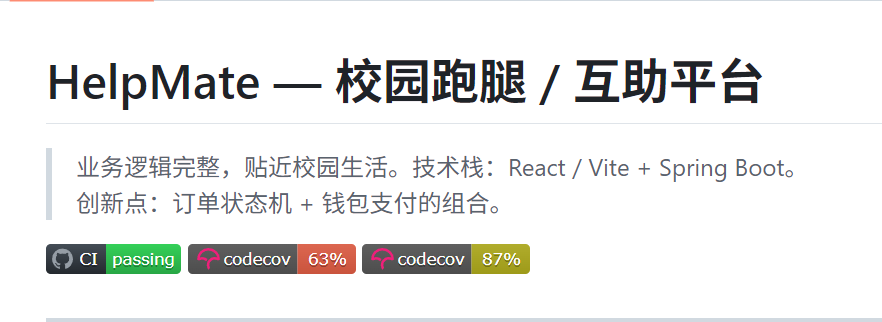 HelpMate — 校园跑腿 / 互助平台
业务逻辑完整，贴近校园生活。技术栈：React / Vite + Spring Boot。
创新点：订单状态机 + 钱包支付的组合。
CI passing codecov 63% codecov 87%